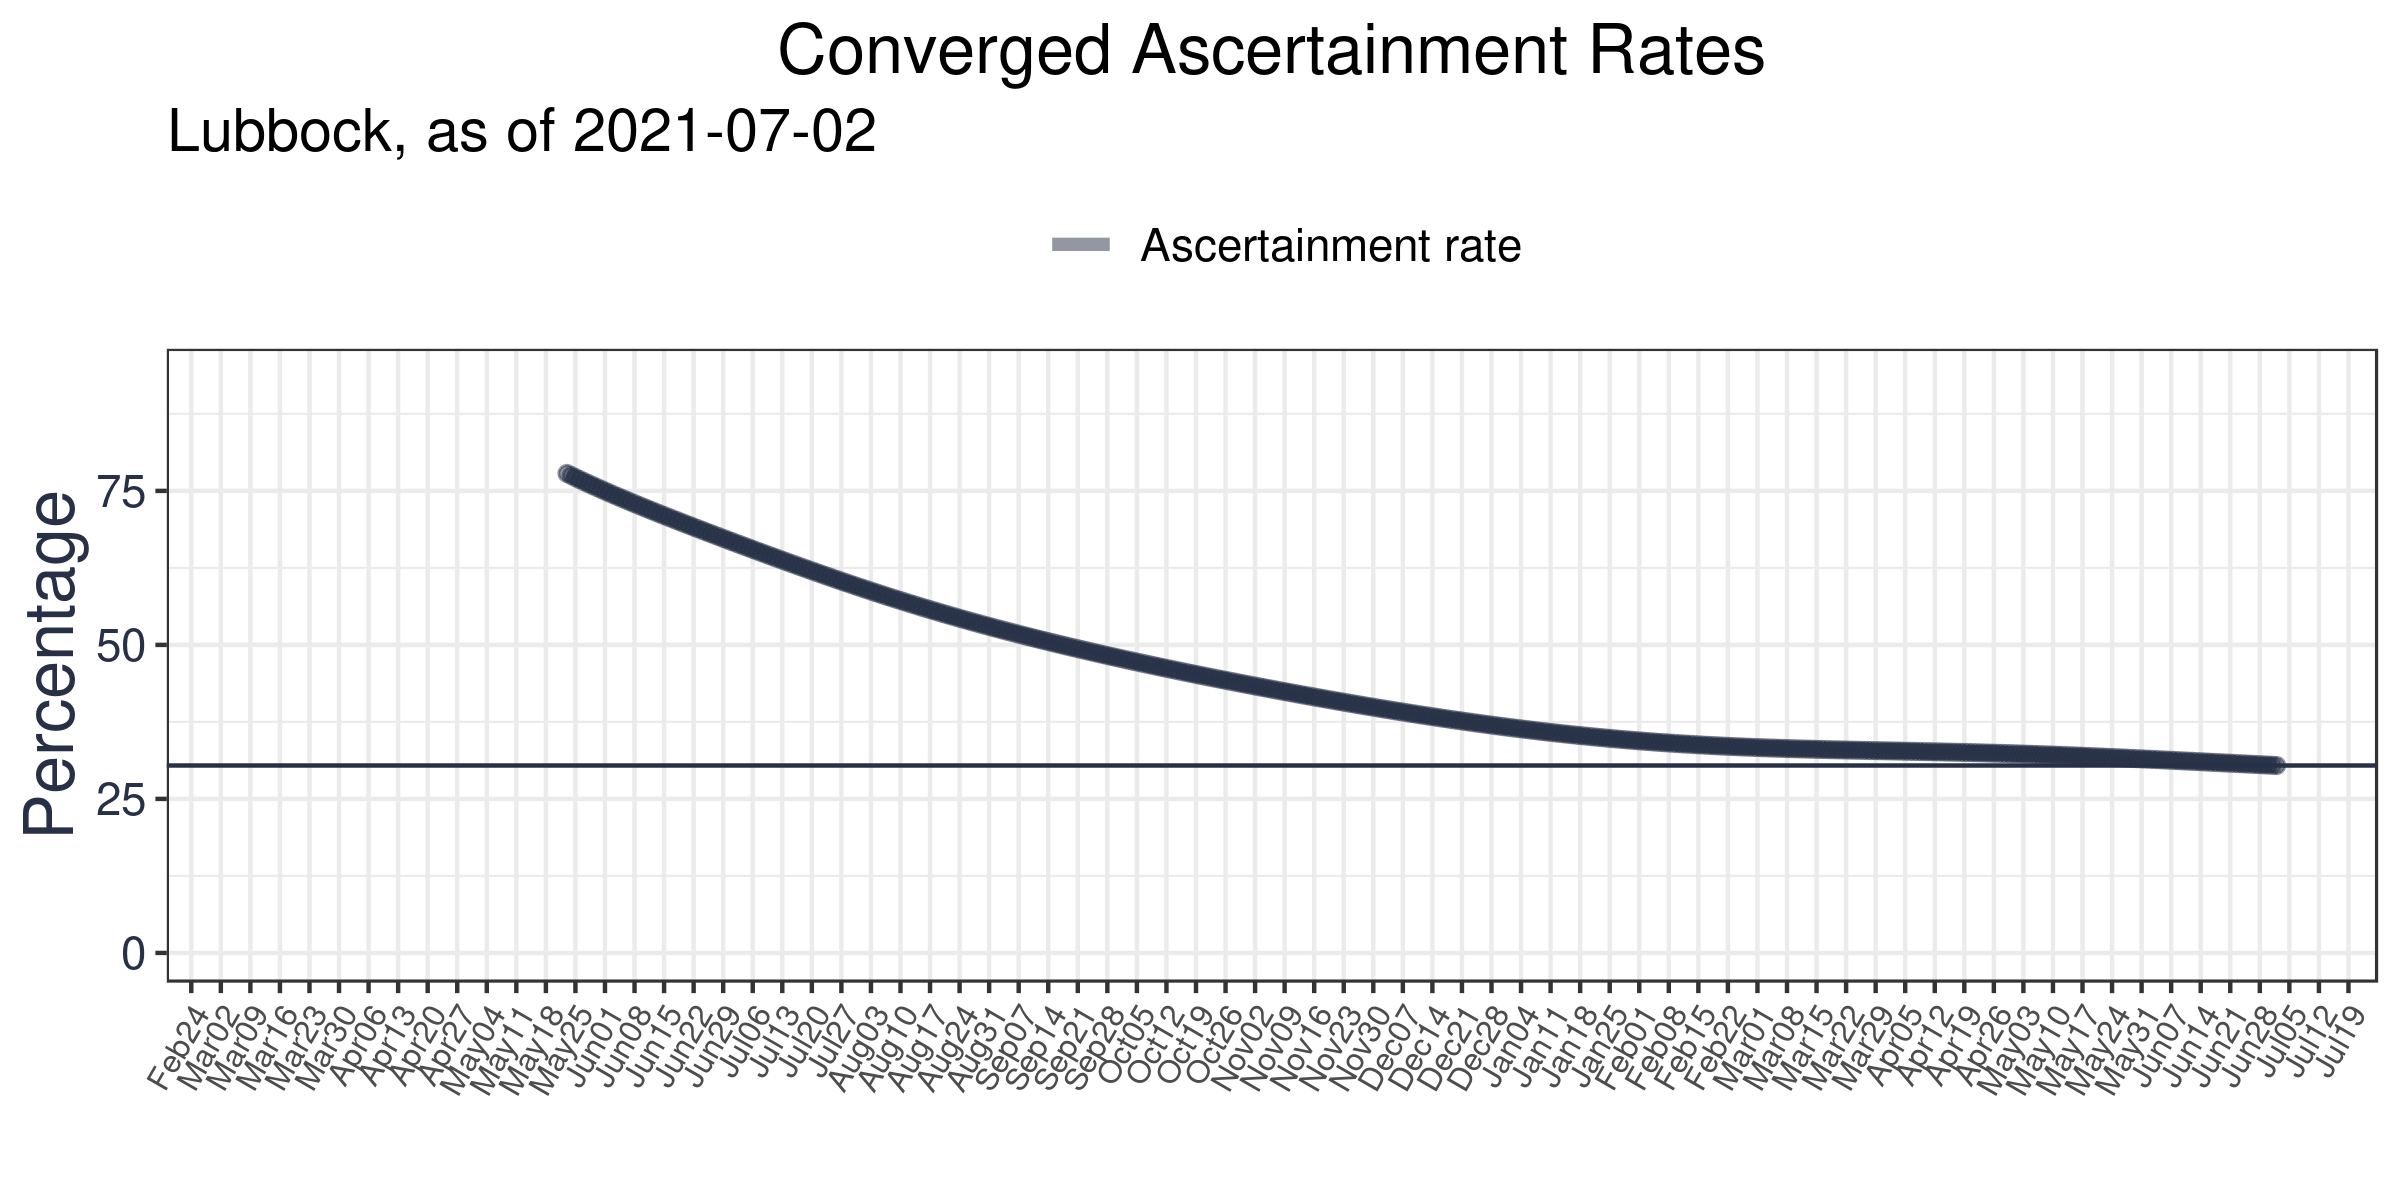 Converged Ascertainment Rates
Lubbock, as of 2021-07-02
Ascertainment rate
Percentage
75
50
25
0
Feb24 Mar02 Mar09 Mar16 Mar23 Mar30 Apr06 Apr13 Apr20 Apr27 May04 May11 May18 May25 Jun01 Jun08 Jun15 Jun22 Jun29 Jul06 Jul13 Jul20 Jul27 Aug03 Aug10 Aug17 Aug24 Aug31 Sep07 Sep14 Sep21 Sep28 Oct05 Oct12 Oct19 Oct26 Nov02 Nov09 Nov16 Nov23 Nov30 Dec07 Dec14 Dec21 Dec28 Jan04 Jan11 Jan18 Jan25 Feb01 Feb08 Feb15 Feb22 Mar01 Mar08 Mar15 Mar22 Mar29 Apr05 Apr12 Apr19 Apr26 May03 May10 May17 May24 May31 Jun07 Jun14 Jun21 Jun28 Jul05 Jul12 Jul19